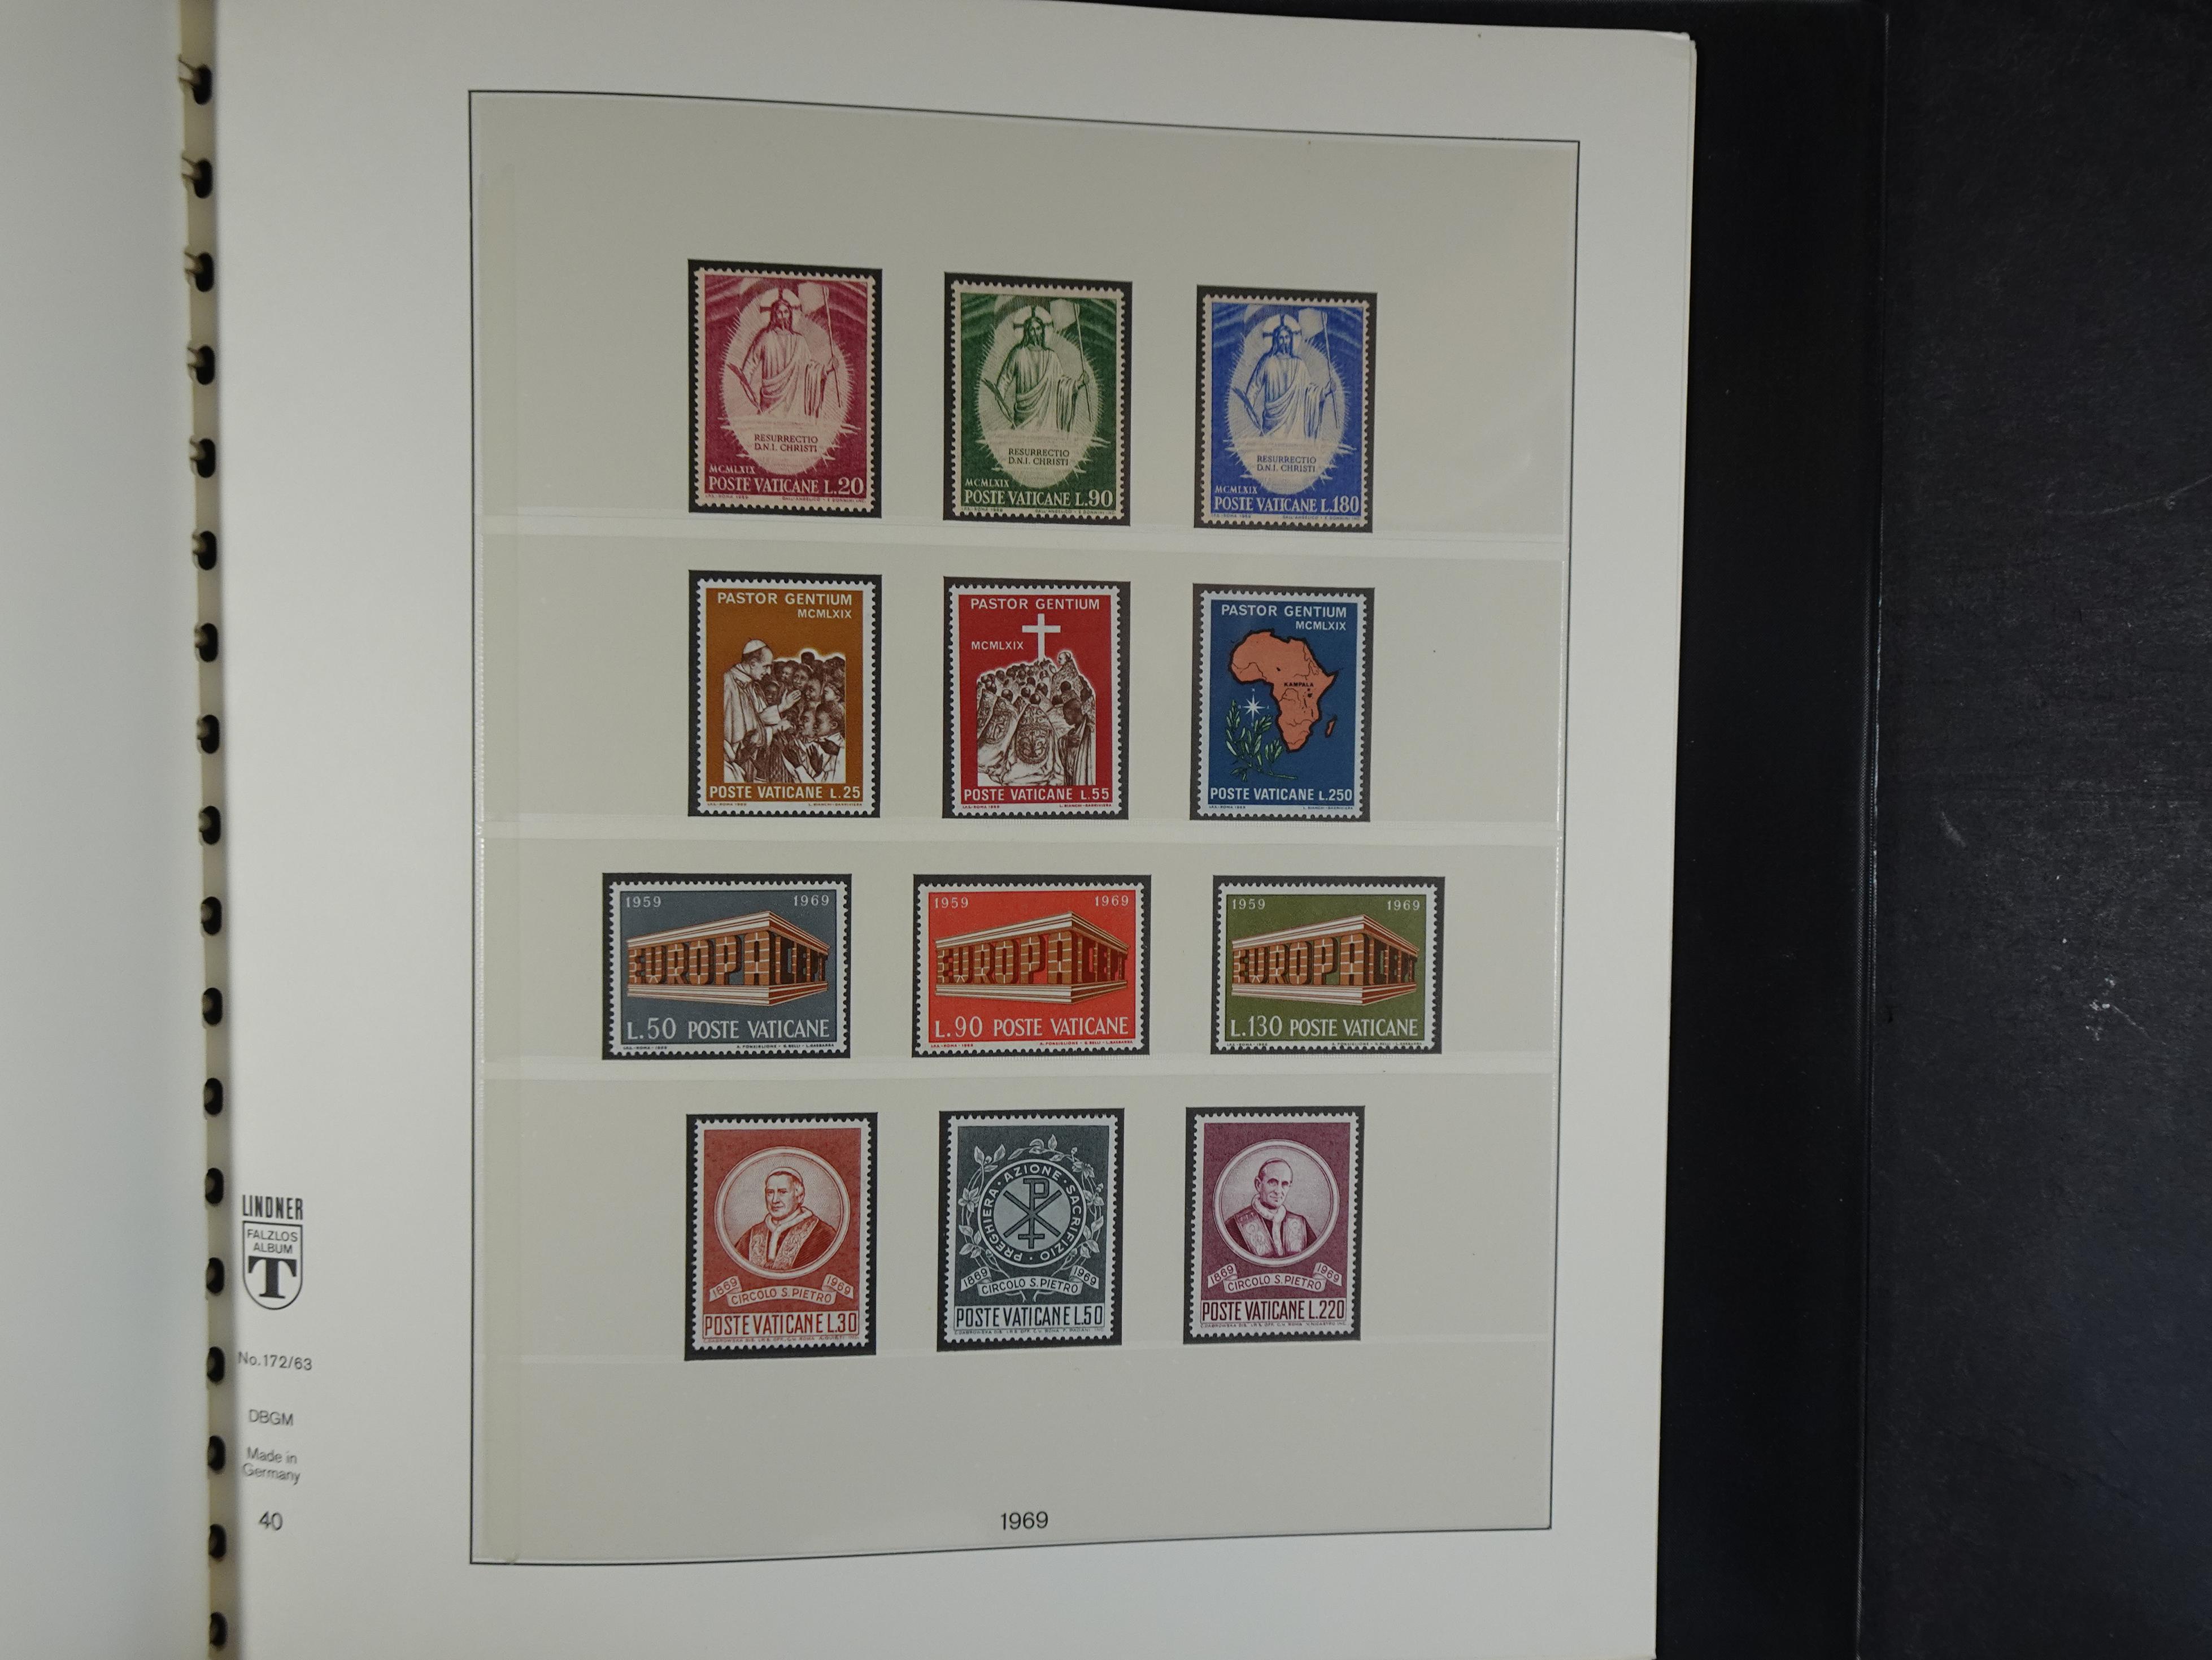 RESURRECTIO
D.N.I. CHRISTI
MCMLXIX
POSTE VATICANE L.20
RESURRECTIO
D.N.I. CHRISTI
MCMLXIX
POSTE VATICANE L.90
RESURRECTIO
D.N.I. CHRISTI
MCMLXIX
POSTE VATICANE L.180
PASTOR GENTIUM
MCMLXIX
POSTE VATICANE L.25
PASTOR GENTIUM
MCMLXIX
POSTE VATICANE L.55
PASTOR GENTIUM
MCMLXIX
KAMPALA
POSTE VATICANE L.250
1959 1969
EUROPA CEPT
L.50 POSTE VATICANE
1959 1969
EUROPA CEPT
L.90 POSTE VATICANE
1959 1969
EUROPA CEPT
L.130 POSTE VATICANE
1869 1969
CIRCOLO S. PIETRO
POSTE VATICANE L.30
PREGHIERA · AZIONE · SACRIFIZIO ·
1869 1969
CIRCOLO S. PIETRO
POSTE VATICANE L.50
1869 1969
CIRCOLO S. PIETRO
POSTE VATICANE L.220
LINDNER
FALZLOS
ALBUM
T
No.172/63
DBGM
Made in
Germany
40
1969